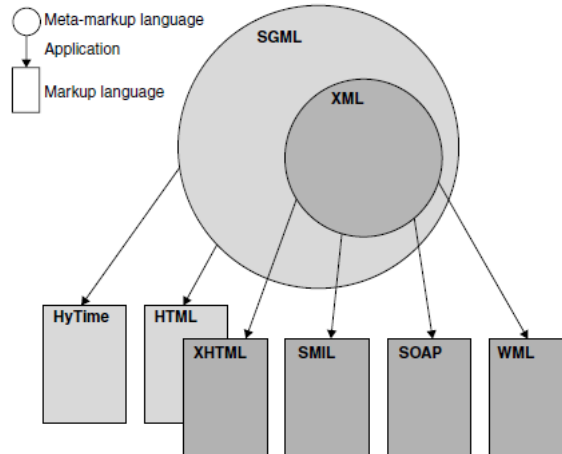 Meta-markup language
Application
Markup language
SGML
XML
HyTime
HTML
XHTML
SMIL
SOAP
WML